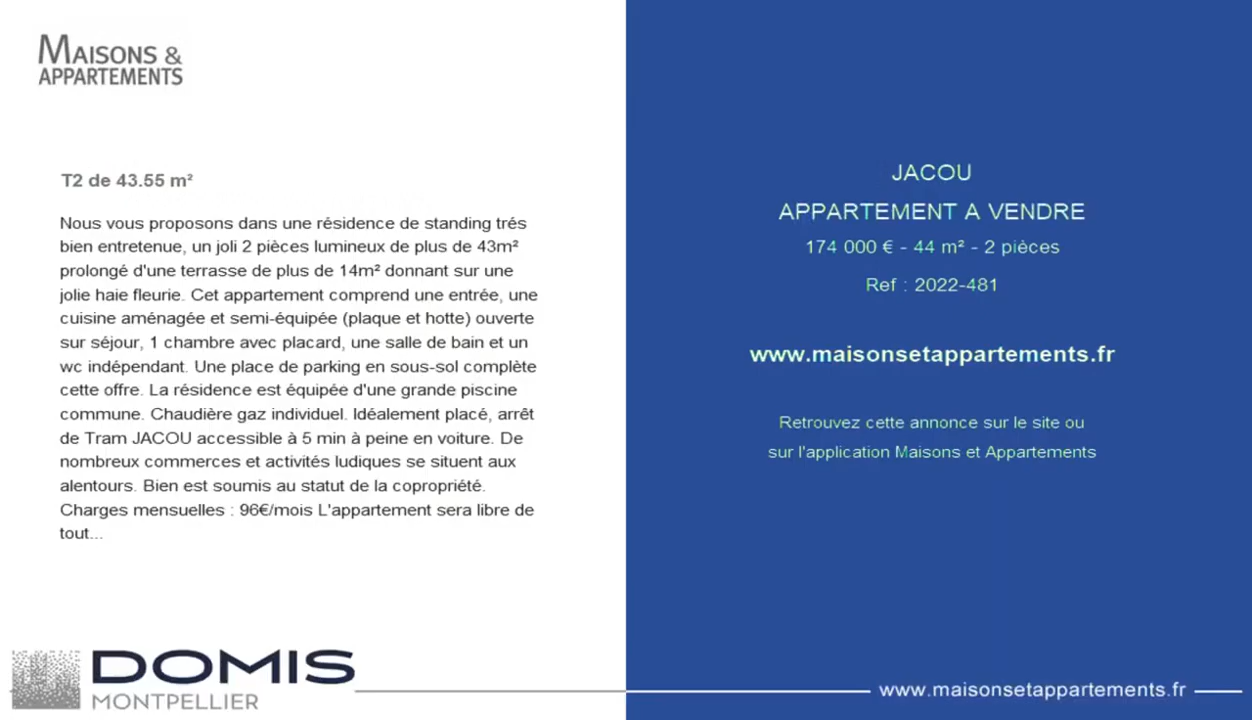 MAISONS &
APPARTEMENTS
T2 de 43.55 m²
Nous vous proposons dans une résidence de standing trés
bien entretenue, un joli 2 pièces lumineux de plus de 43m²
prolongé d'une terrasse de plus de 14m² donnant sur une
jolie haie fleurie. Cet appartement comprend une entrée, une
cuisine aménagée et semi-équipée (plaque et hotte) ouverte
sur séjour, 1 chambre avec placard, une salle de bain et un
wc indépendant. Une place de parking en sous-sol complète
cette offre. La résidence est équipée d'une grande piscine
commune. Chaudière gaz individuel. Idéalement placé, arrêt
de Tram JACOU accessible à 5 min à peine en voiture. De
nombreux commerces et activités ludiques se situent aux
alentours. Bien est soumis au statut de la copropriété.
Charges mensuelles : 96€/mois L'appartement sera libre de
tout...
DOMIS
MONTPELLIER
JACOU
APPARTEMENT A VENDRE
174 000 € - 44 m² - 2 pièces
Ref : 2022-481
www.maisonsetappartements.fr
Retrouvez cette annonce sur le site ou
sur l'application Maisons et Appartements
www.maisonsetappartements.fr